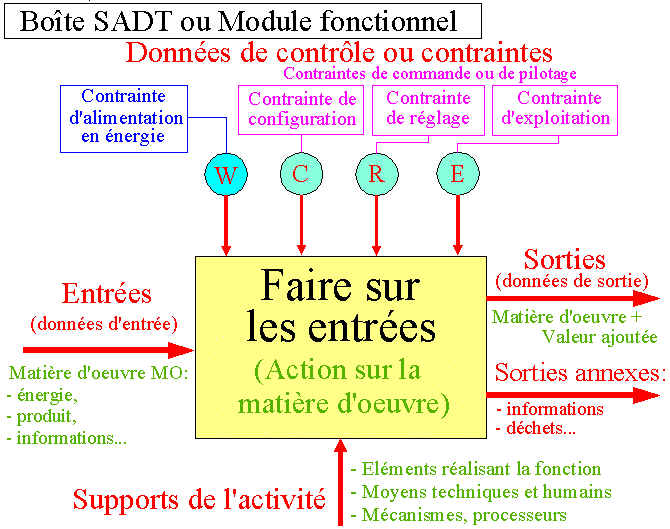 Boîte SADT ou Module fonctionnel
Données de contrôle ou contraintes
Contraintes de commande ou de pilotage
Contrainte
d'alimentation
en énergie
Contrainte de
configuration
Contrainte
de réglage
Contrainte
d'exploitation
W
C
R
E
Entrées
(données d'entrée)
Matière d'oeuvre MO:
- énergie,
- produit,
- informations...
Faire sur
les entrées
(Action sur la
matière d'oeuvre)
Sorties
(données de sortie)
Matière d'oeuvre +
Valeur ajoutée
Sorties annexes:
- informations
- déchets...
Supports de l'activité
- Eléments réalisant la fonction
- Moyens techniques et humains
- Mécanismes, processeurs